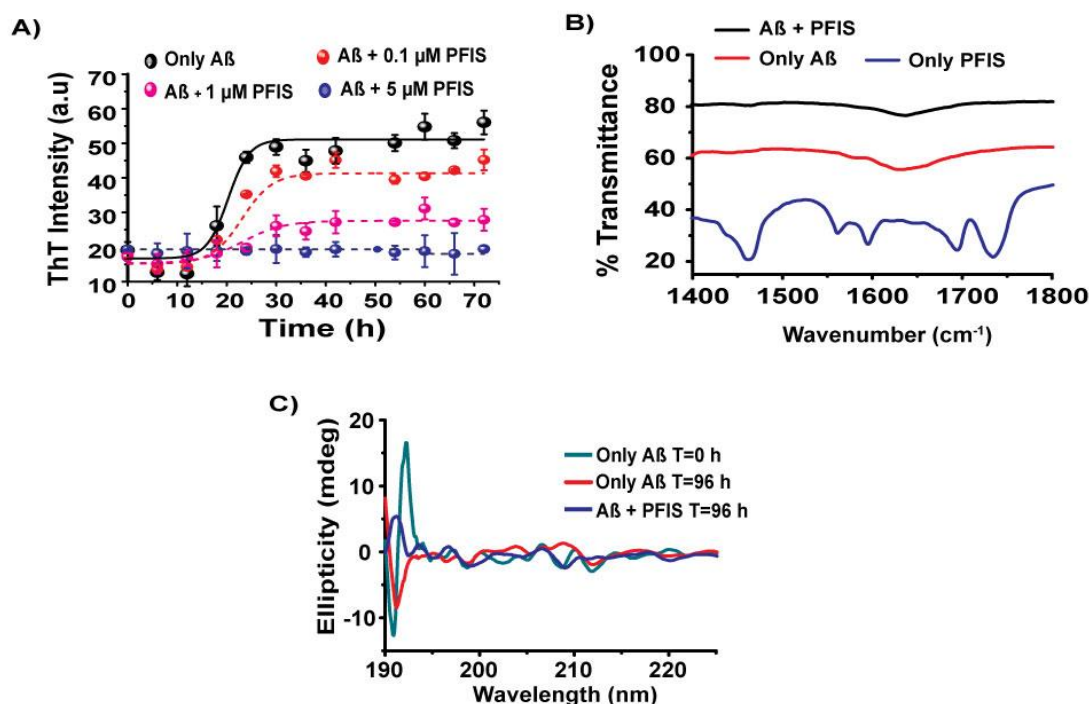 A)
Only Aß
Aß + 0.1 µM PFIS
Aß + 1 µM PFIS
Aß + 5 µM PFIS
ThT Intensity (a.u)
70
60
50
40
30
20
10
0 10 20 30 40 50 60 70
Time (h)
B)
Aß + PFIS
Only Aß
Only PFIS
% Transmittance
100
80
60
40
20
1400 1500 1600 1700 1800
Wavenumber (cm⁻¹)
C)
Only Aß T=0 h
Only Aß T=96 h
Aß + PFIS T=96 h
Ellipticity (mdeg)
20
10
0
-10
190 200 210 220
Wavelength (nm)